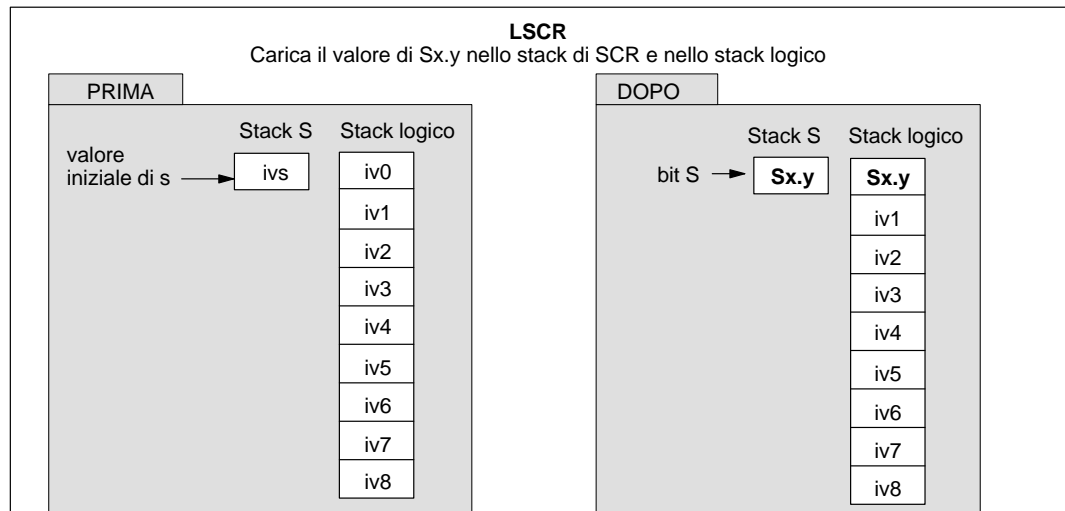 LSCR
Carica il valore di Sx.y nello stack di SCR e nello stack logico
PRIMA
Stack S Stack logico
valore
iniziale di s
ivs
iv0
iv1
iv2
iv3
iv4
iv5
iv6
iv7
iv8
DOPO
Stack S Stack logico
bit S
Sx.y
Sx.y
iv1
iv2
iv3
iv4
iv5
iv6
iv7
iv8